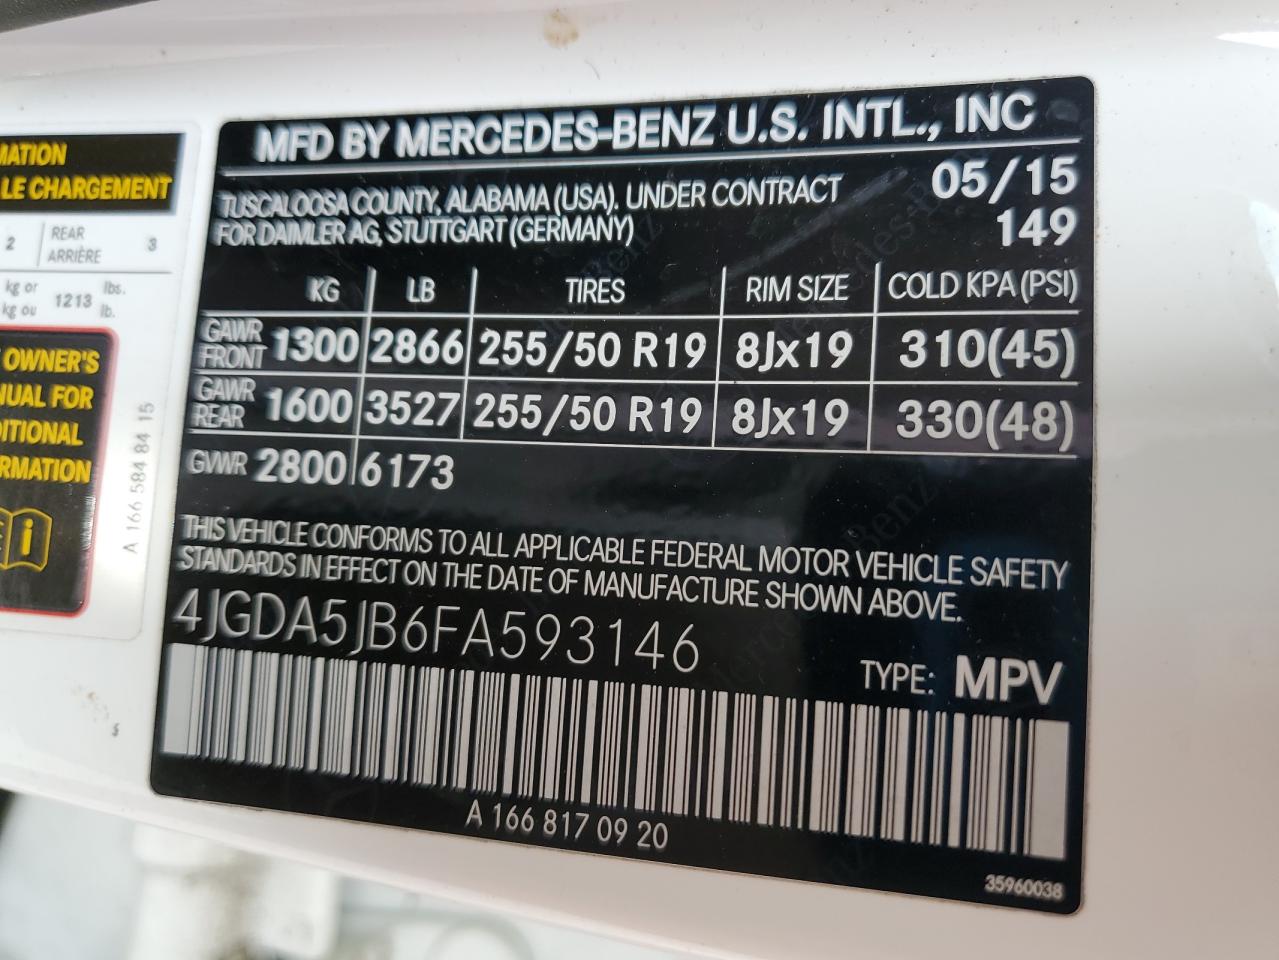 MFD BY MERCEDES-BENZ U.S. INTL., INC
TUSCALOOSA COUNTY, ALABAMA (USA). UNDER CONTRACT 05/15
FOR DAIMLER AG, STUTTGART (GERMANY) 149
KG LB TIRES RIM SIZE COLD KPA (PSI)
GAWR FRONT 1300 2866 255/50 R19 8Jx19 310(45)
GAWR REAR 1600 3527 255/50 R19 8Jx19 330(48)
GVWR 2800 6173
THIS VEHICLE CONFORMS TO ALL APPLICABLE FEDERAL MOTOR VEHICLE SAFETY
STANDARDS IN EFFECT ON THE DATE OF MANUFACTURE SHOWN ABOVE.
4JGDA5JB6FA593146
TYPE: MPV
A 166 817 09 20
35960038
MATION
LE CHARGEMENT
2 REAR ARRIÈRE 3
kg or kg ou 1213 lbs. lb.
OWNER'S
NUAL FOR
DITIONAL
ORMATION
i
A 166 584 84 15